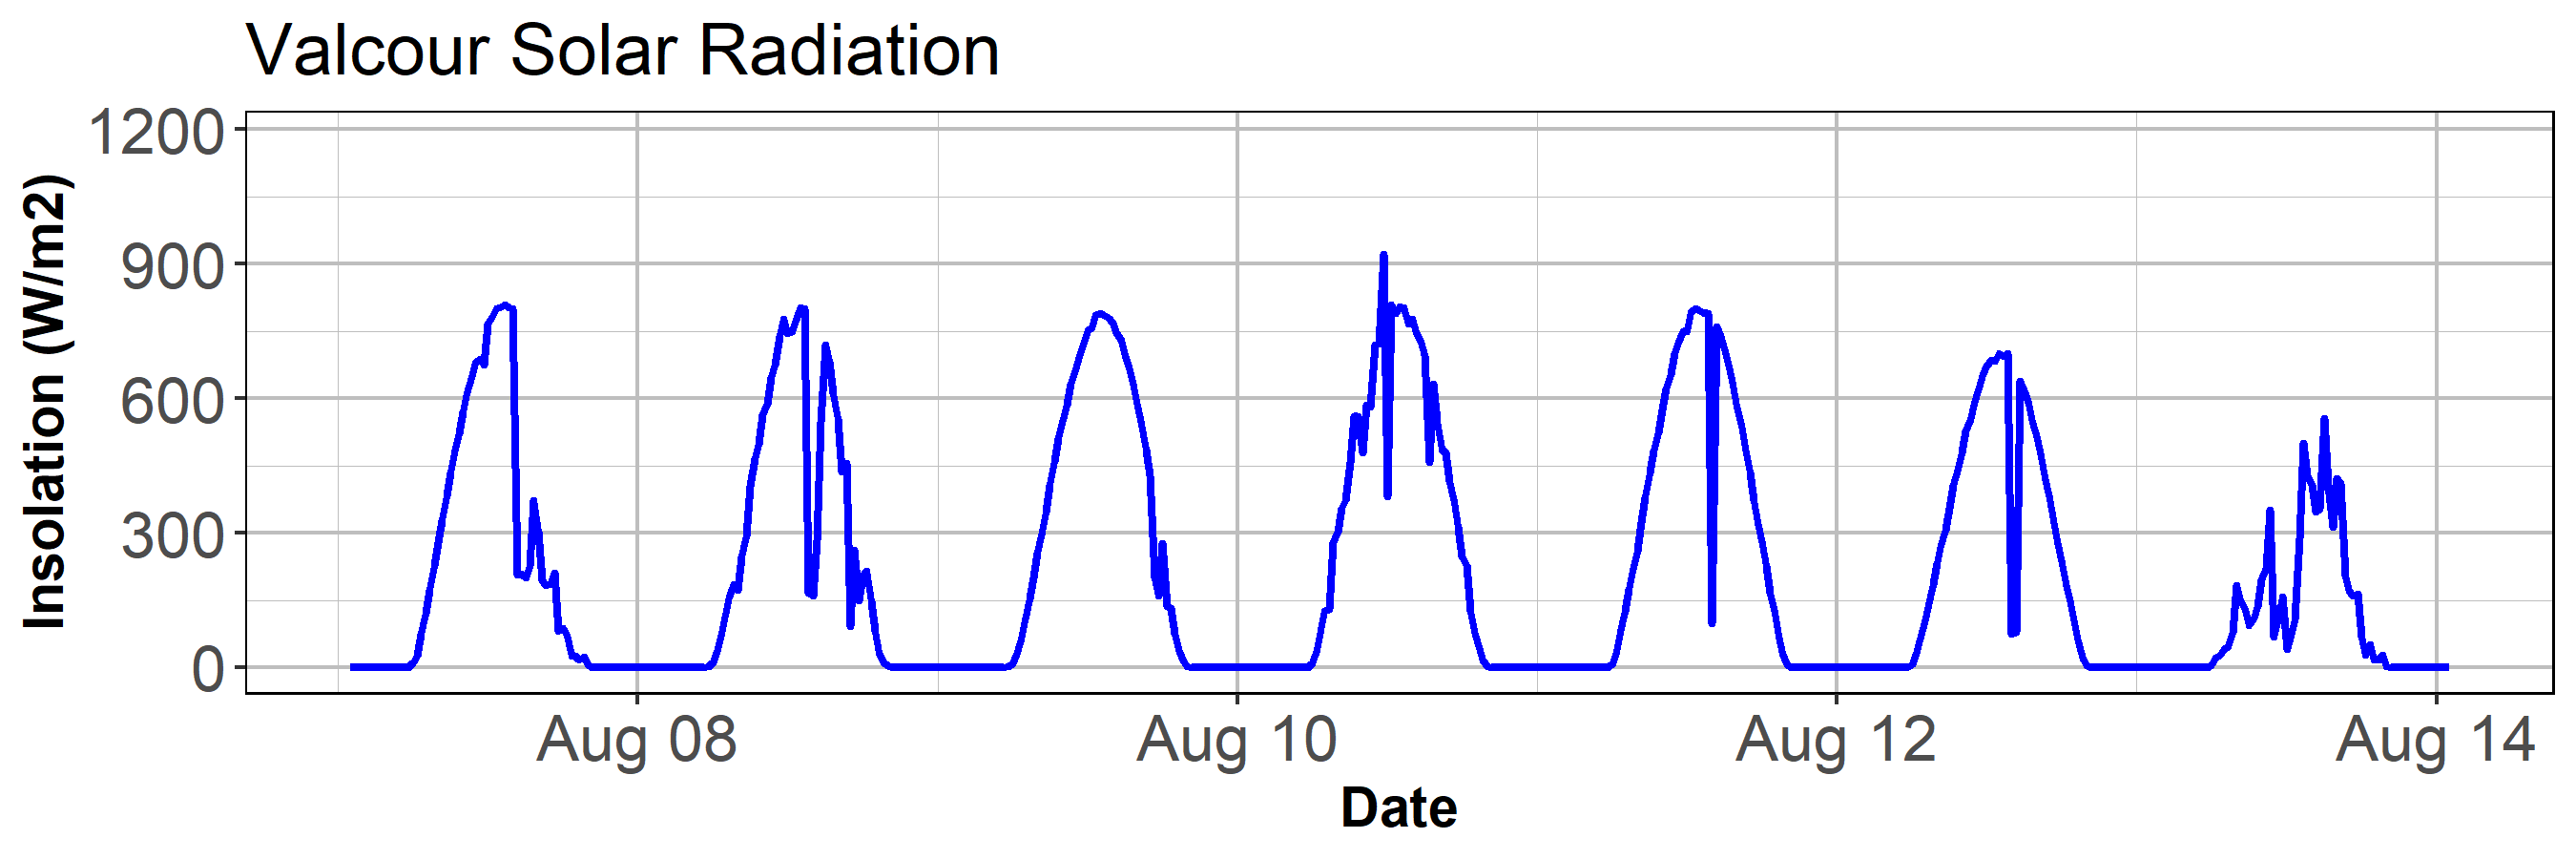 Valcour Solar Radiation
Insolation (W/m2)
1200
900
600
300
0
Aug 08
Aug 10
Aug 12
Aug 14
Date